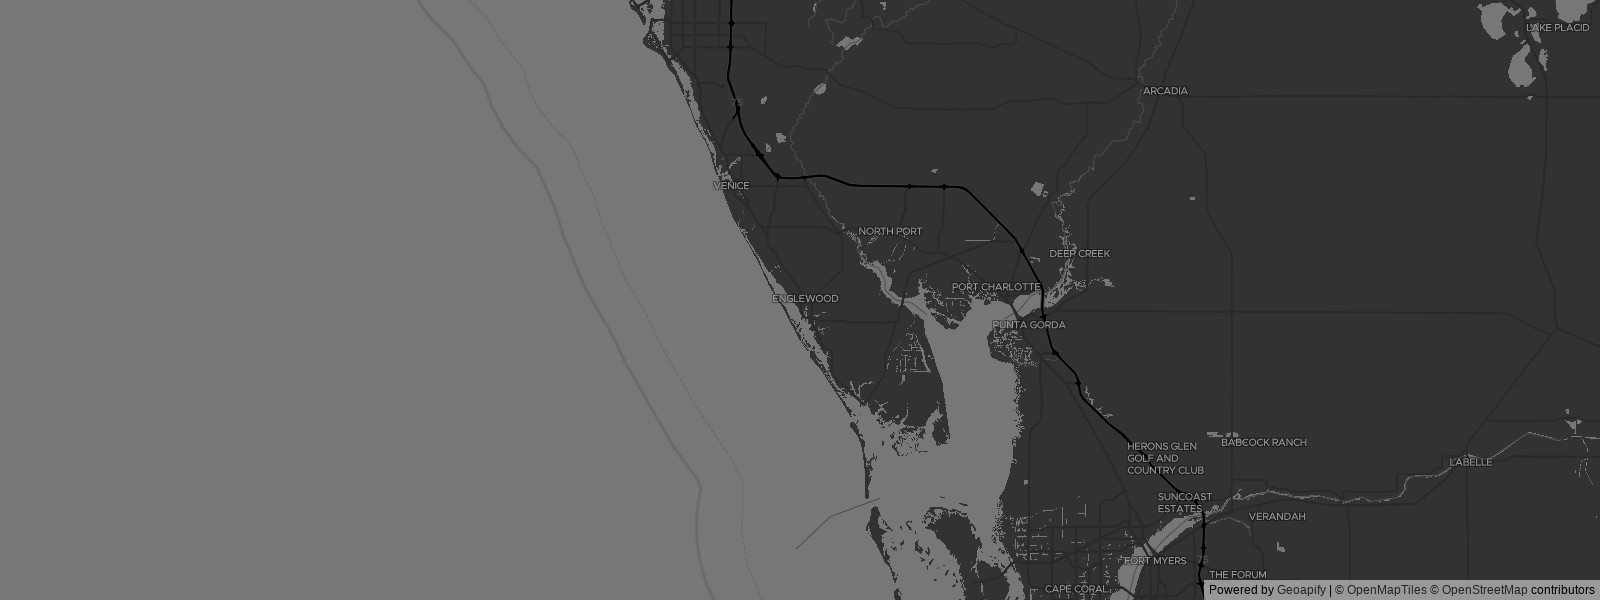 LAKE PLACID
ARCADIA
VENICE
NORTH PORT
DEEP CREEK
PORT CHARLOTTE
ENGLEWOOD
PUNTA GORDA
HERONS GLEN
GOLF AND
COUNTRY CLUB
BABCOCK RANCH
LABELLE
SUNCOAST
ESTATES
VERANDAH
FORT MYERS
75
THE FORUM
CAPE CORAL
Powered by Geoapify | © OpenMapTiles © OpenStreetMap contributors